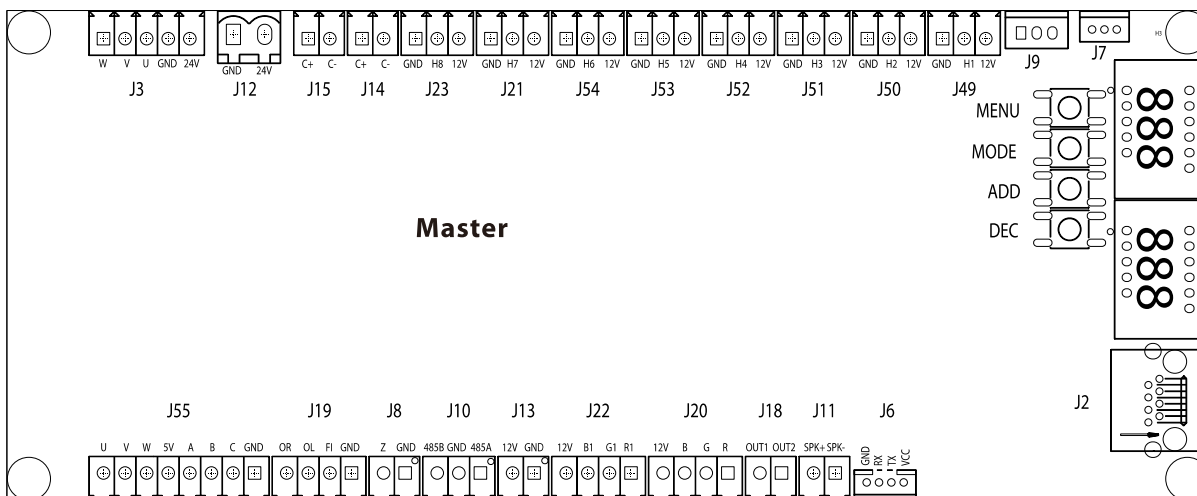 W V U GND 24V
GND 24V
C+ C-
C+ C-
GND H8 12V
GND H7 12V
GND H6 12V
GND H5 12V
GND H4 12V
GND H3 12V
GND H2 12V
GND H1 12V
H3
J3 J12 J15 J14 J23 J21 J54 J53 J52 J51 J50 J49 J9 J7
MENU
MODE
ADD
DEC
888
888
Master
J2
J55 J19 J8 J10 J13 J22 J20 J18 J11 J6
U V W 5V A B C GND
OR OL FI GND
Z GND
485B GND 485A
12V GND
12V B1 G1 R1
12V B G R
OUT1 OUT2
SPK+ SPK-
GND
RX
TX
VCC